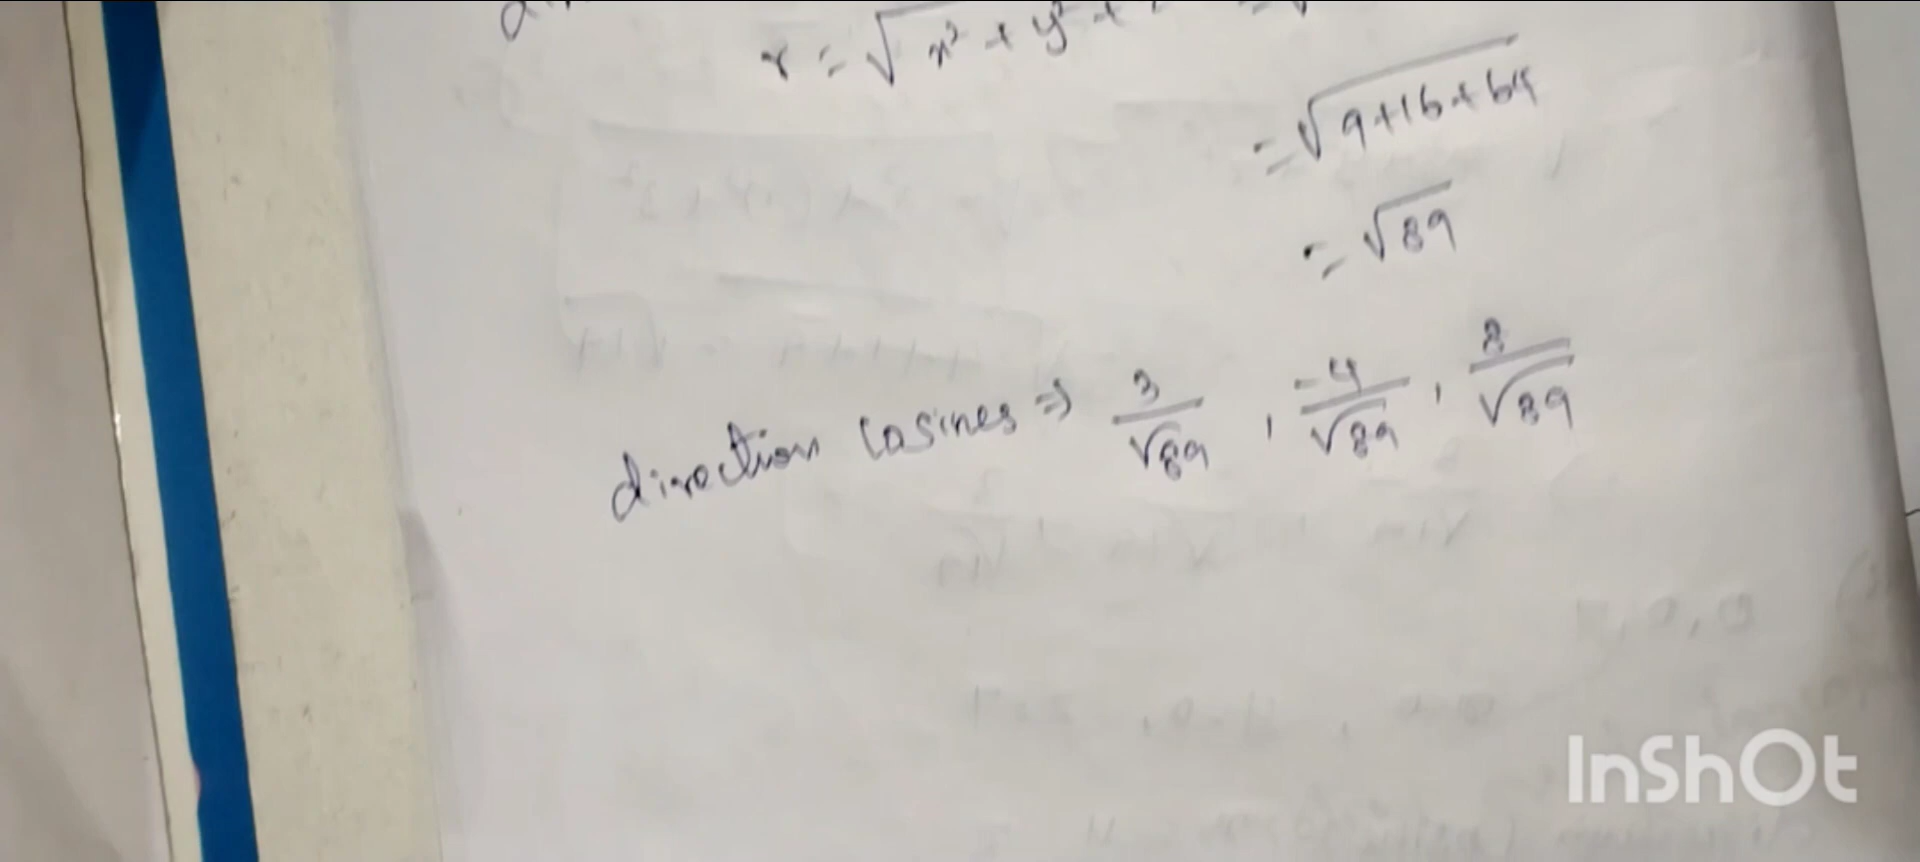 r = √x² + y² +
= √9+16+64
= √89
direction cosines ⇒ 3/√89 , -4/√89 , 8/√89
InShOt